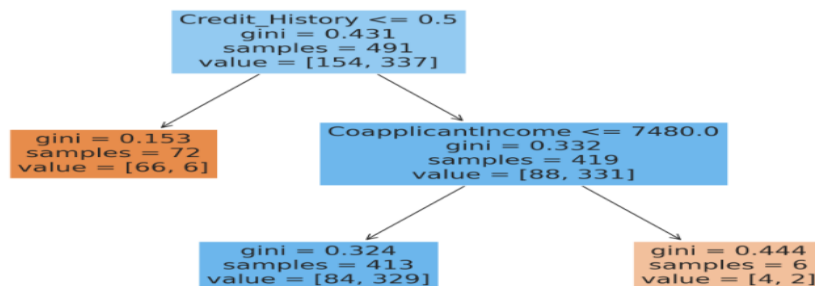 Credit_History <= 0.5
gini = 0.431
samples = 491
value = [154, 337]
gini = 0.153
samples = 72
value = [66, 6]
CoapplicantIncome <= 7480.0
gini = 0.332
samples = 419
value = [88, 331]
gini = 0.324
samples = 413
value = [84, 329]
gini = 0.444
samples = 6
value = [4, 2]